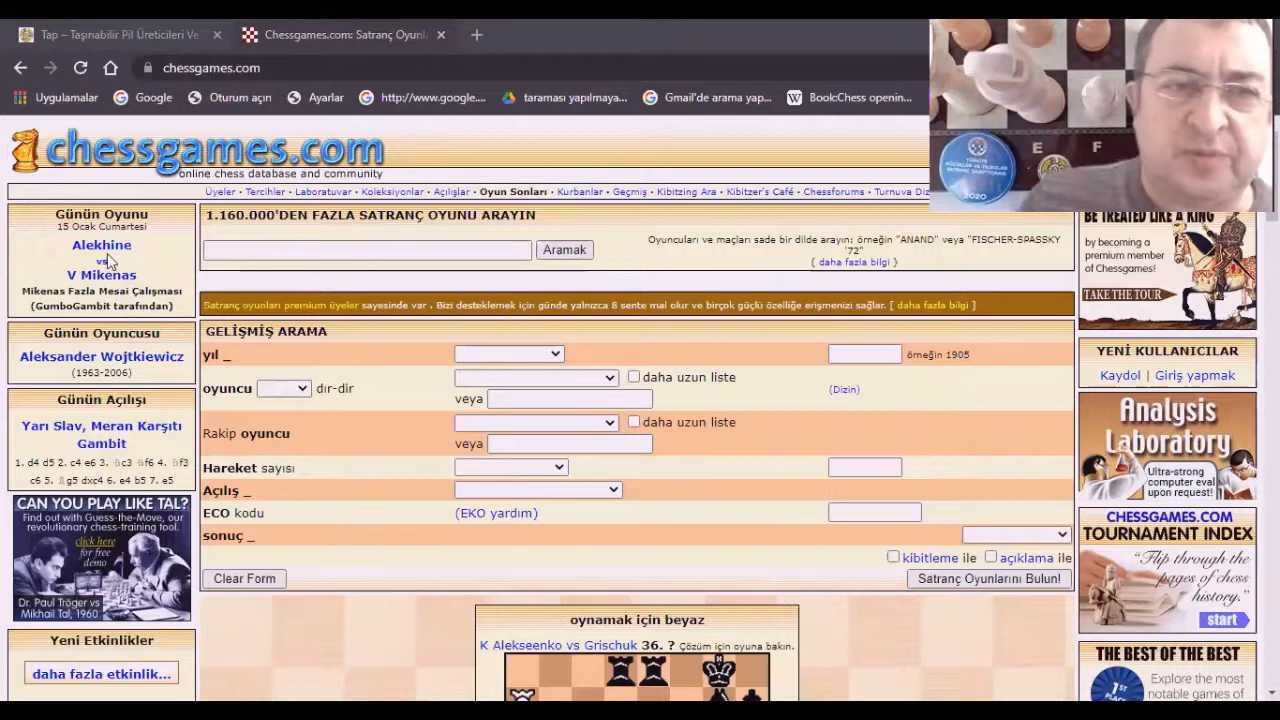 Tap – Taşınabilir Pil Üreticileri Ve
Chessgames.com: Satranç Oyunl
chessgames.com
Uygulamalar
Google
Oturum açın
Ayarlar
http://www.google....
taraması yapılmaya...
Gmail'de arama yap...
Book:Chess openin...
chessgames.com
online chess database and community
Üyeler • Tercihler • Laboratuvar • Koleksiyonlar • Açılışlar • Oyun Sonları • Kurbanlar • Geçmiş • Kibitzing Ara • Kibitzer's Café • Chessforums • Turnuva Diz
E
F
2020
Günün Oyunu
15 Ocak Cumartesi
Alekhine
vs
V Mikenas
Mikenas Fazla Mesai Çalışması
(GumboGambit tarafından)
Günün Oyuncusu
Aleksander Wojtkiewicz
(1963-2006)
Günün Açılışı
Yarı Slav, Meran Karşıtı
Gambit
1. d4 d5 2. c4 e6 3. ♘c3 ♘f6 4. ♘f3
c6 5. ♗g5 dxc4 6. e4 b5 7. e5
CAN YOU PLAY LIKE TAL?
Find out with Guess-the-Move, our
revolutionary chess-training tool.
click here
for free
demo
Dr. Paul Tröger vs
Mikhail Tal, 1960
Yeni Etkinlikler
daha fazla etkinlik...
1.160.000'DEN FAZLA SATRANÇ OYUNU ARAYIN
Aramak
Oyuncuları ve maçları sade bir dilde arayın; örneğin "ANAND" veya "FISCHER-SPASSKY
'72"
( daha fazla bilgi )
Satranç oyunları premium üyeler sayesinde var . Bizi desteklemek için günde yalnızca 8 sente mal olur ve birçok güçlü özelliğe erişmenizi sağlar. [ daha fazla bilgi ]
GELİŞMİŞ ARAMA
yıl _
örneğin 1905
oyuncu
dır-dir
daha uzun liste
(Dizin)
veya
Rakip oyuncu
daha uzun liste
veya
Hareket sayısı
Açılış _
ECO kodu
(EKO yardım)
sonuç _
kibitleme ile
açıklama ile
Clear Form
Satranç Oyunlarını Bulun!
oynamak için beyaz
K Alekseenko vs Grischuk 36. ? Çözüm için oyuna bakın.
BE TREATED LIKE A KING
by becoming a
premium member
of Chessgames!
TAKE THE TOUR
YENİ KULLANICILAR
Kaydol | Giriş yapmak
Analysis
Laboratory
Ultra-strong
computer eval
upon request!
CHESSGAMES.COM
TOURNAMENT INDEX
"Flip through the
pages of chess
history."
start
THE BEST OF THE BEST
Explore the most
notable games of
1st
PLACE